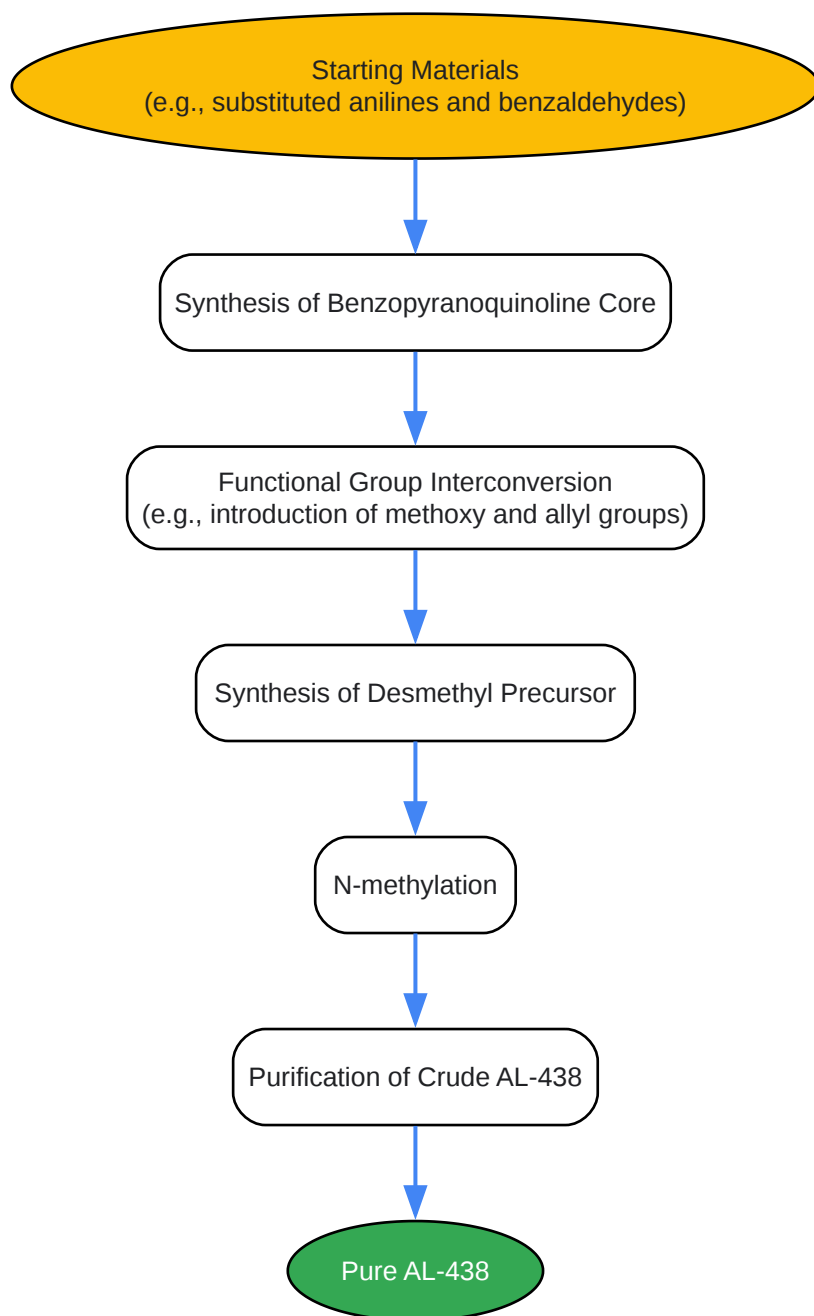 Starting Materials
(e.g., substituted anilines and benzaldehydes)
Synthesis of Benzopyranoquinoline Core
Functional Group Interconversion
(e.g., introduction of methoxy and allyl groups)
Synthesis of Desmethyl Precursor
N-methylation
Purification of Crude AL-438
Pure AL-438